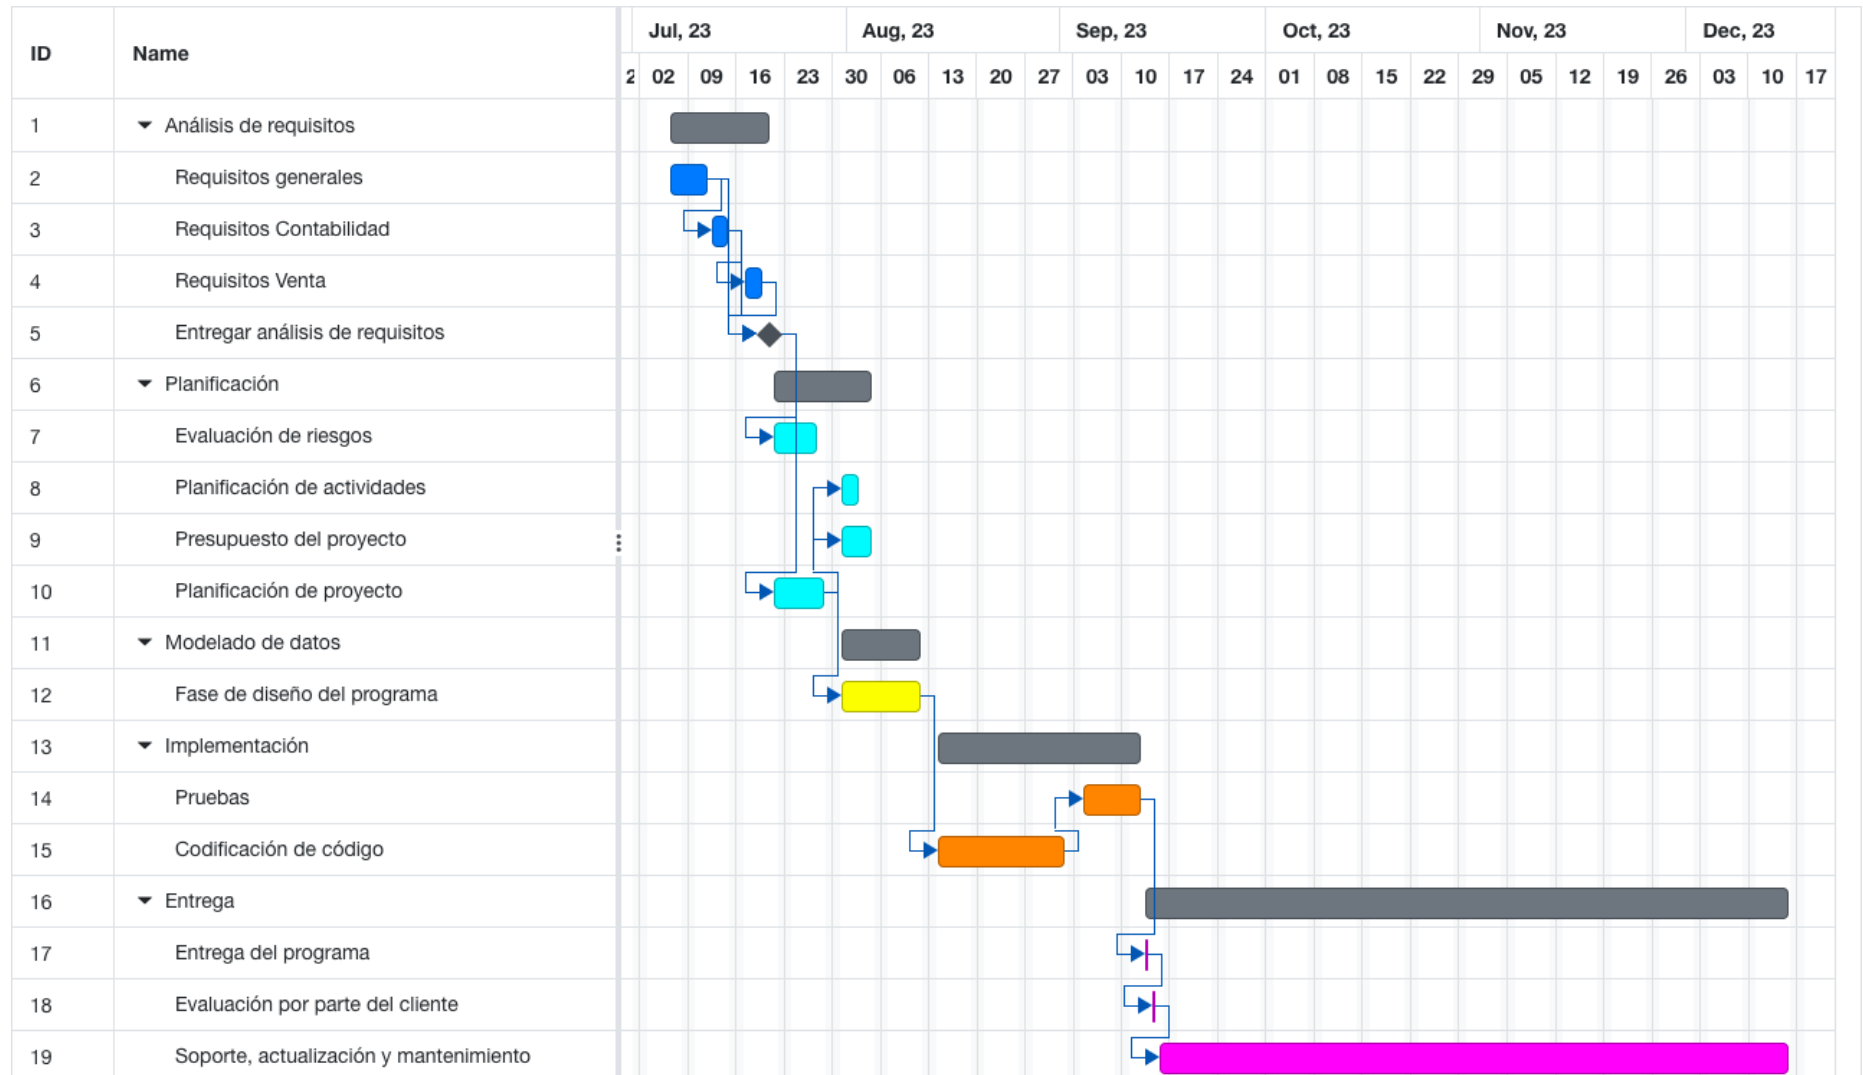 ID Name Jul, 23 Aug, 23 Sep, 23 Oct, 23 Nov, 23 Dec, 23
2 02 09 16 23 30 06 13 20 27 03 10 17 24 01 08 15 22 29 05 12 19 26 03 10 17
1 Análisis de requisitos
2 Requisitos generales
3 Requisitos Contabilidad
4 Requisitos Venta
5 Entregar análisis de requisitos
6 Planificación
7 Evaluación de riesgos
8 Planificación de actividades
9 Presupuesto del proyecto
10 Planificación de proyecto
11 Modelado de datos
12 Fase de diseño del programa
13 Implementación
14 Pruebas
15 Codificación de código
16 Entrega
17 Entrega del programa
18 Evaluación por parte del cliente
19 Soporte, actualización y mantenimiento